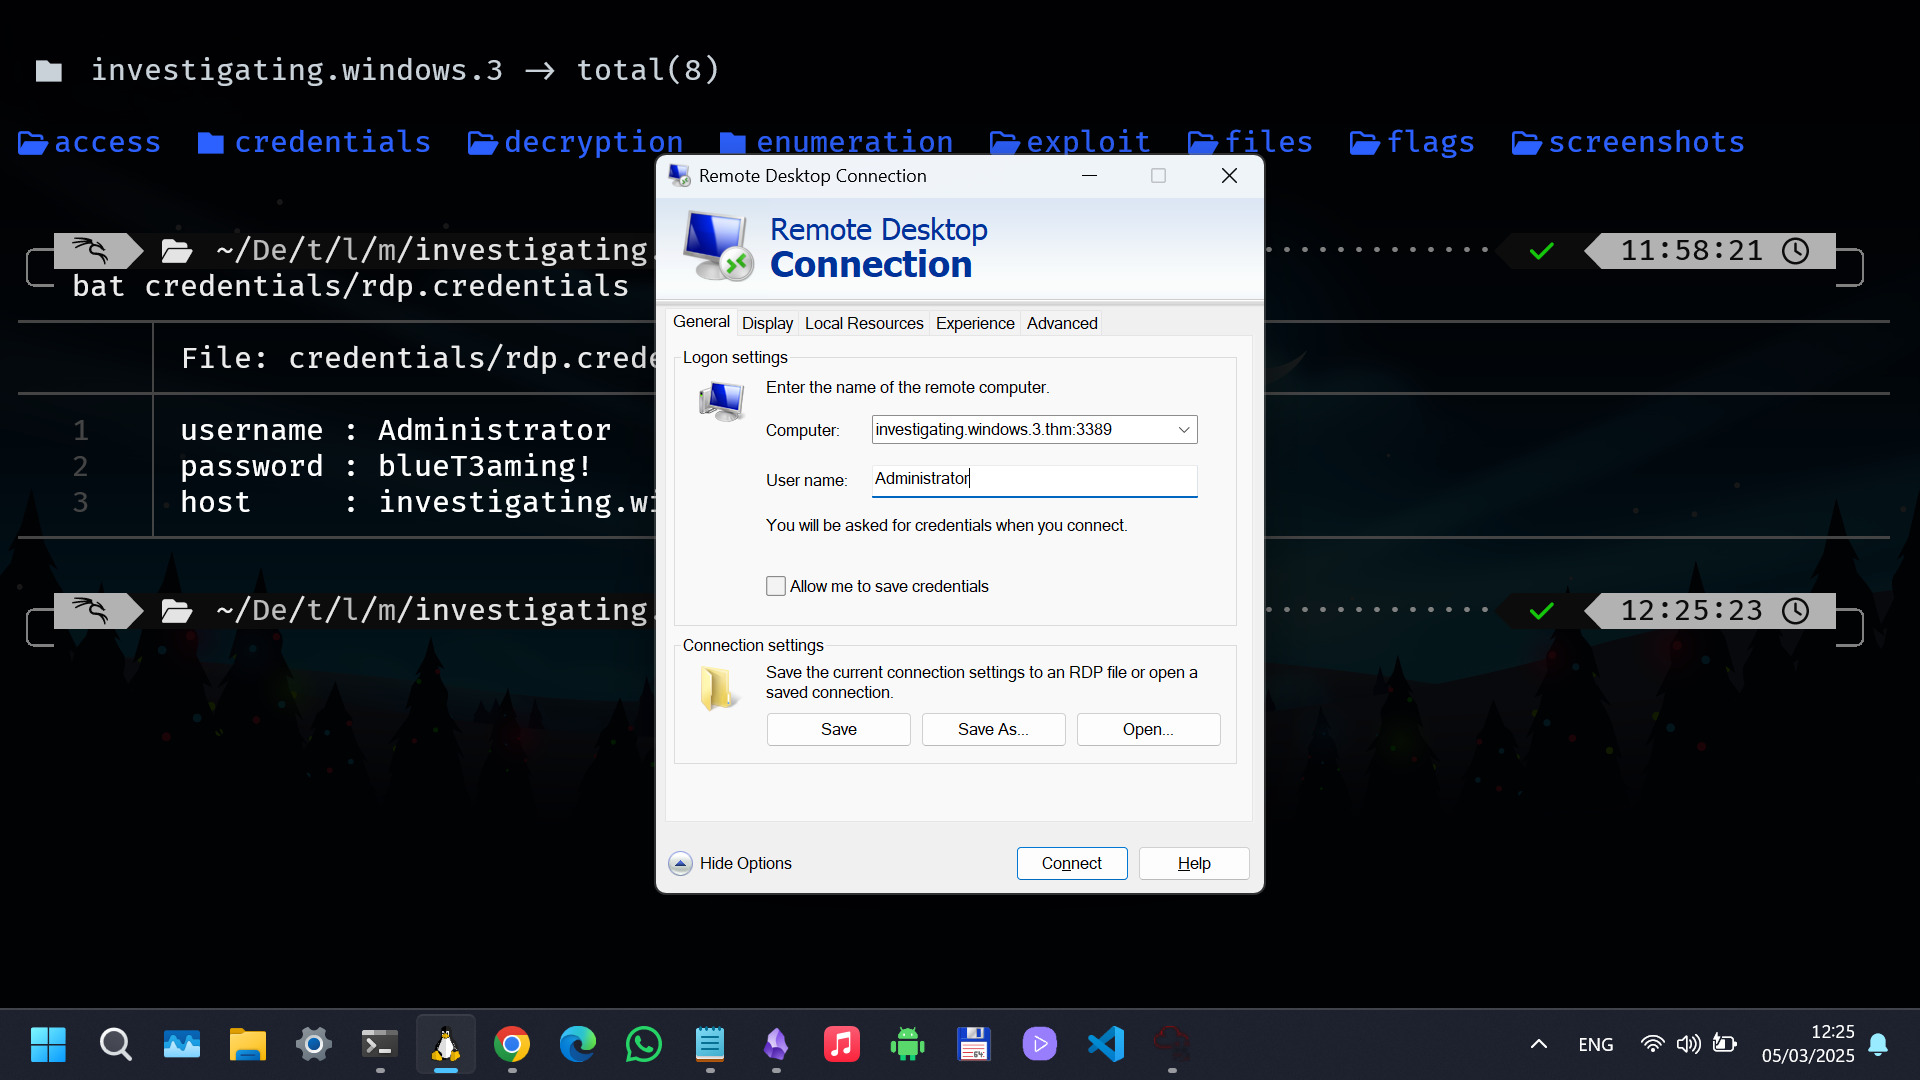 investigating.windows.3 → total(8)
access credentials decryption enumeration exploit files flags screenshots
~/De/t/l/m/investigating. 11:58:21
bat credentials/rdp.credentials
File: credentials/rdp.crede
1 username : Administrator
2 password : blueT3aming!
3 host : investigating.wi
~/De/t/l/m/investigating. 12:25:23
Remote Desktop Connection
Remote Desktop
Connection
General Display Local Resources Experience Advanced
Logon settings
Enter the name of the remote computer.
Computer: investigating.windows.3.thm:3389
User name: Administrator
You will be asked for credentials when you connect.
Allow me to save credentials
Connection settings
Save the current connection settings to an RDP file or open a
saved connection.
Save Save As... Open...
Hide Options Connect Help
64
ENG
12:25
05/03/2025